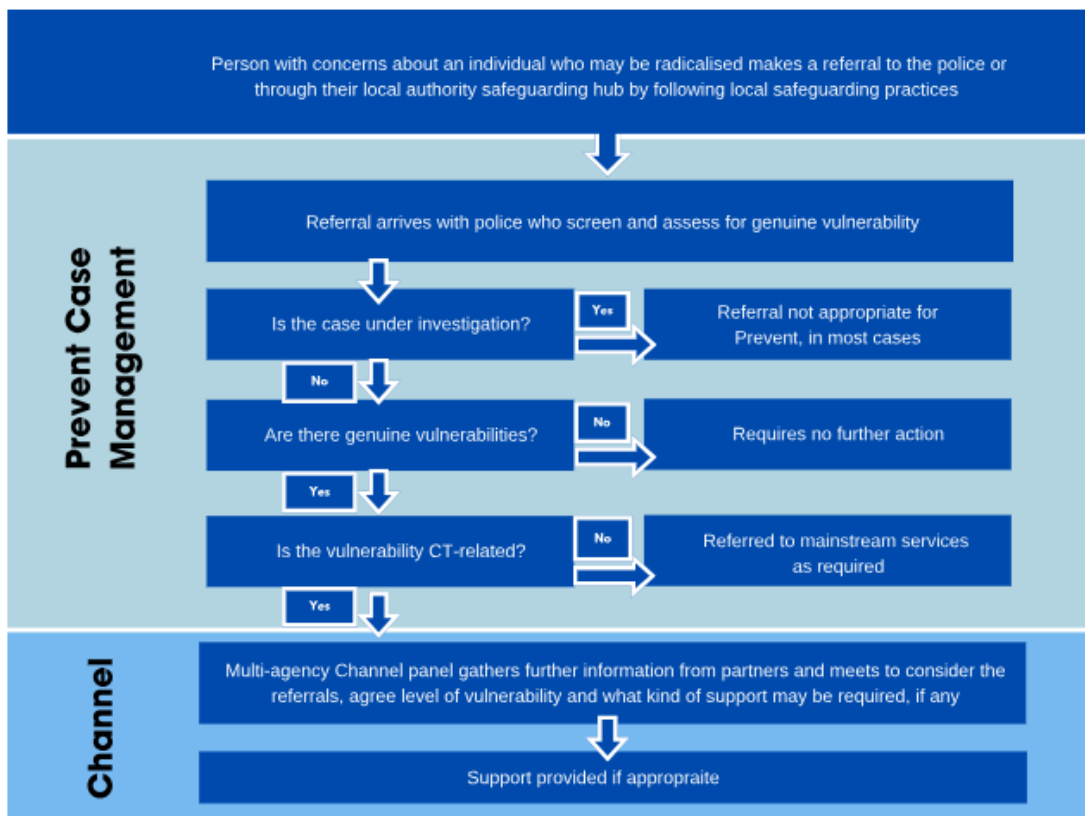 Person with concerns about an individual who may be radicalised makes a referral to the police or
through their local authority safeguarding hub by following local safeguarding practices
Prevent Case
Management
Referral arrives with police who screen and assess for genuine vulnerability
Is the case under investigation?
Yes
Referral not appropriate for
Prevent, in most cases
No
Are there genuine vulnerabilities?
No
Requires no further action
Yes
Is the vulnerability CT-related?
No
Referred to mainstream services
as required
Yes
Channel
Multi-agency Channel panel gathers further information from partners and meets to consider the
referrals, agree level of vulnerability and what kind of support may be required, if any
Support provided if appropraite